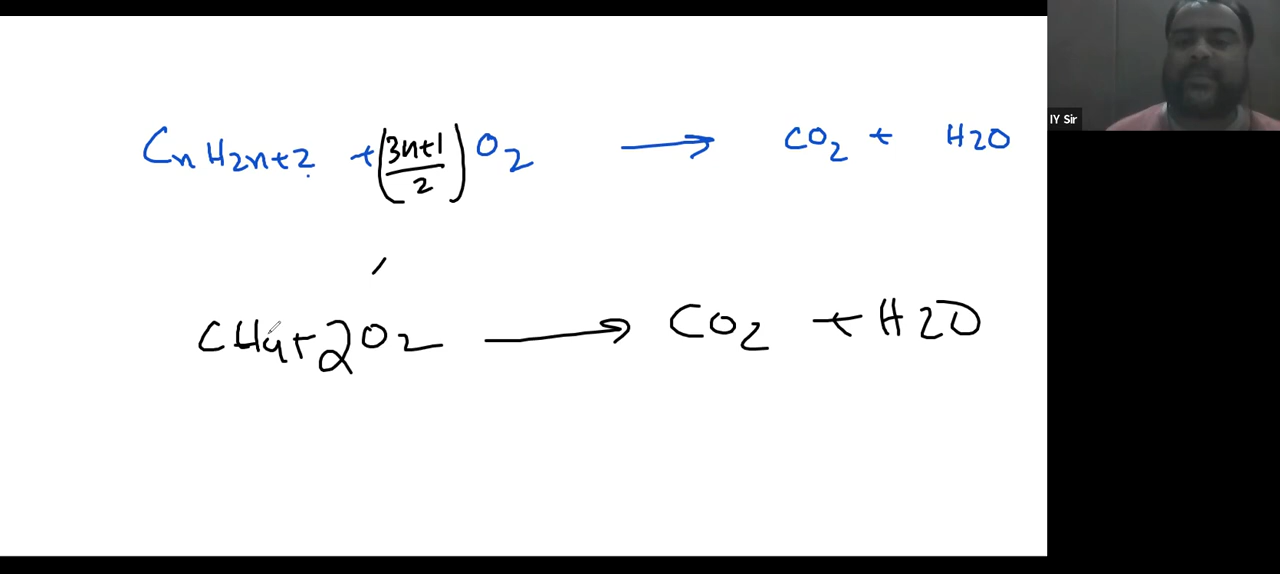 CnH2n+2 + (3n+1/2) O2 → CO2 + H2O
IY Sir
CH4 + 2O2 → CO2 + H2O